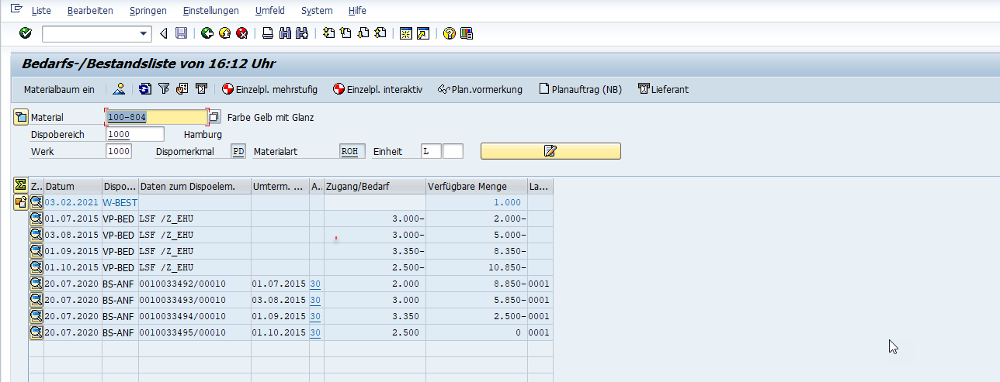 Liste Bearbeiten Springen Einstellungen Umfeld System Hilfe
Bedarfs-/Bestandsliste von 16:12 Uhr
Materialbaum ein Einzelpl. mehrstufig Einzelpl. interaktiv Plan.vormerkung Planauftrag (NB) Lieferant
Material 100-804 Farbe Gelb mit Glanz
Dispobereich 1000 Hamburg
Werk 1000 Dispomerkmal PD Materialart ROH Einheit L
Z.. Datum Dispo... Daten zum Dispoelem. Umterm. ... A.. Zugang/Bedarf Verfügbare Menge La...
03.02.2021 W-BEST 1.000
01.07.2015 VP-BED LSF /Z_EHU 3.000- 2.000-
03.08.2015 VP-BED LSF /Z_EHU 3.000- 5.000-
01.09.2015 VP-BED LSF /Z_EHU 3.350- 8.350-
01.10.2015 VP-BED LSF /Z_EHU 2.500- 10.850-
20.07.2020 BS-ANF 0010033492/00010 01.07.2015 30 2.000 8.850- 0001
20.07.2020 BS-ANF 0010033493/00010 03.08.2015 30 3.000 5.850- 0001
20.07.2020 BS-ANF 0010033494/00010 01.09.2015 30 3.350 2.500- 0001
20.07.2020 BS-ANF 0010033495/00010 01.10.2015 30 2.500 0 0001